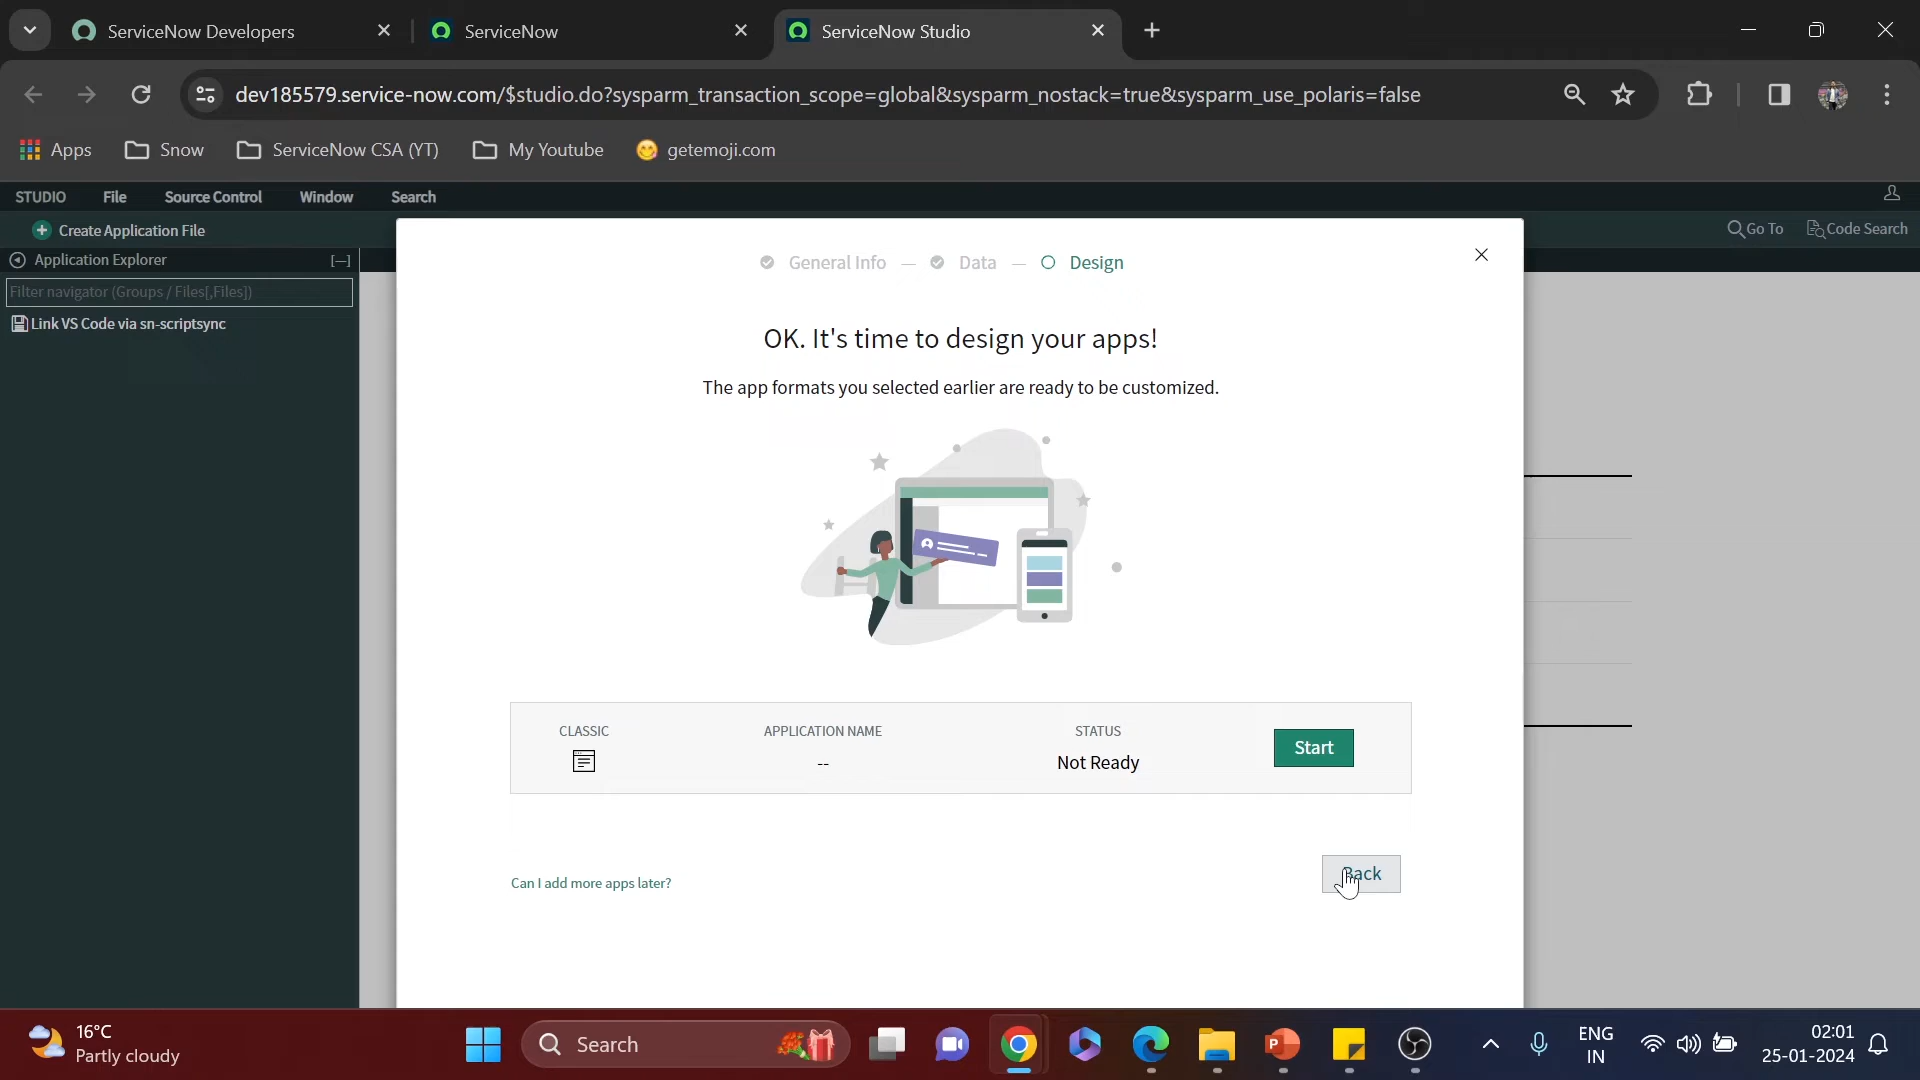 ServiceNow Developers
ServiceNow
ServiceNow Studio
dev185579.service-now.com/$studio.do?sysparm_transaction_scope=global&sysparm_nostack=true&sysparm_use_polaris=false
Apps
Snow
ServiceNow CSA (YT)
My Youtube
getemoji.com
STUDIO File Source Control Window Search
Create Application File
Go To
Code Search
Application Explorer
[—]
Filter navigator (Groups / Files[,Files])
Link VS Code via sn-scriptsync
General Info — Data — Design
OK. It's time to design your apps!
The app formats you selected earlier are ready to be customized.
CLASSIC APPLICATION NAME STATUS
-- Not Ready
Start
Can I add more apps later?
Back
16°C
Partly cloudy
Search
ENG
IN
02:01
25-01-2024